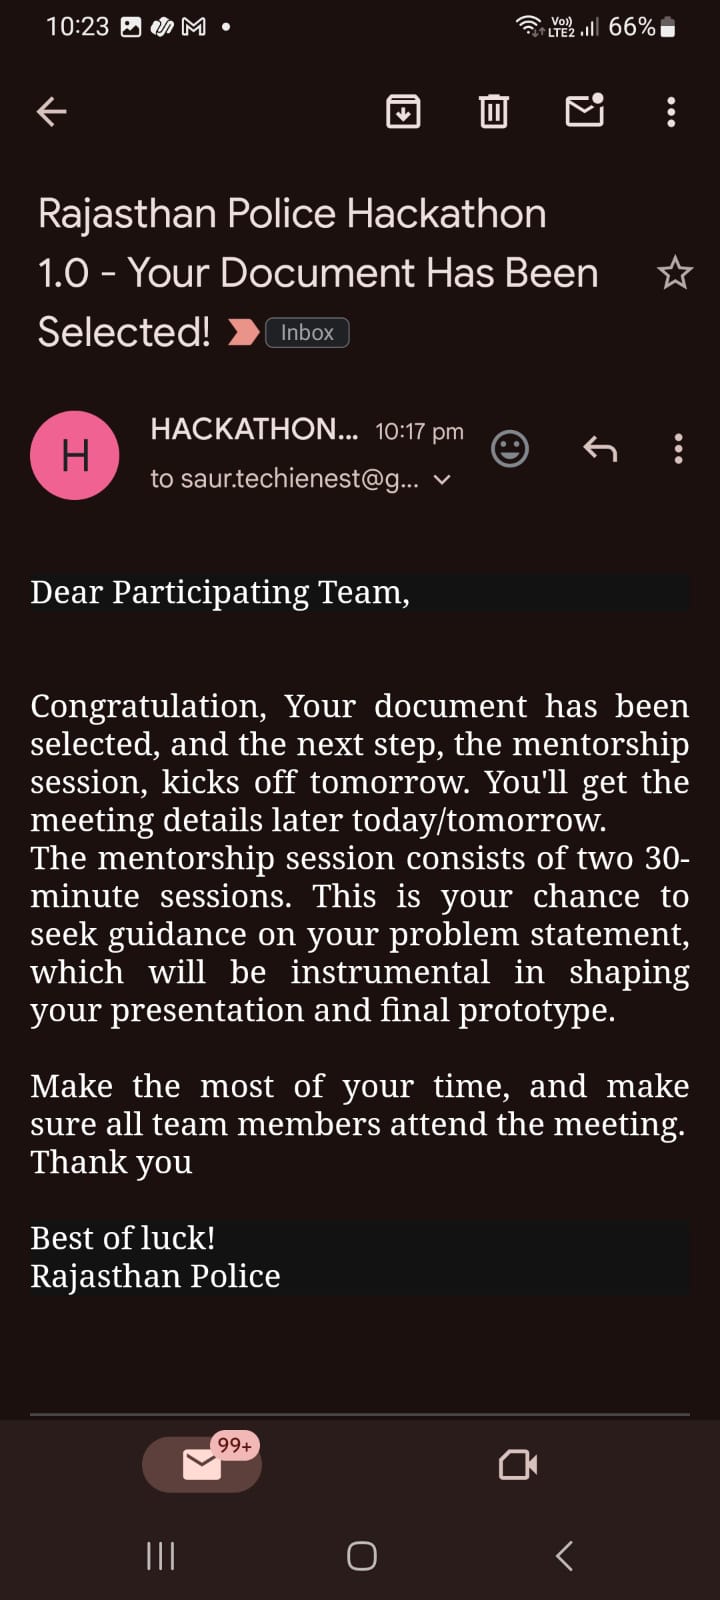 10:23
Vo))
LTE2
66%
Rajasthan Police Hackathon
1.0 - Your Document Has Been
Selected!
Inbox
H
HACKATHON... 10:17 pm
to saur.techienest@g...
Dear Participating Team,
Congratulation, Your document has been
selected, and the next step, the mentorship
session, kicks off tomorrow. You'll get the
meeting details later today/tomorrow.
The mentorship session consists of two 30-
minute sessions. This is your chance to
seek guidance on your problem statement,
which will be instrumental in shaping
your presentation and final prototype.
Make the most of your time, and make
sure all team members attend the meeting.
Thank you
Best of luck!
Rajasthan Police
99+